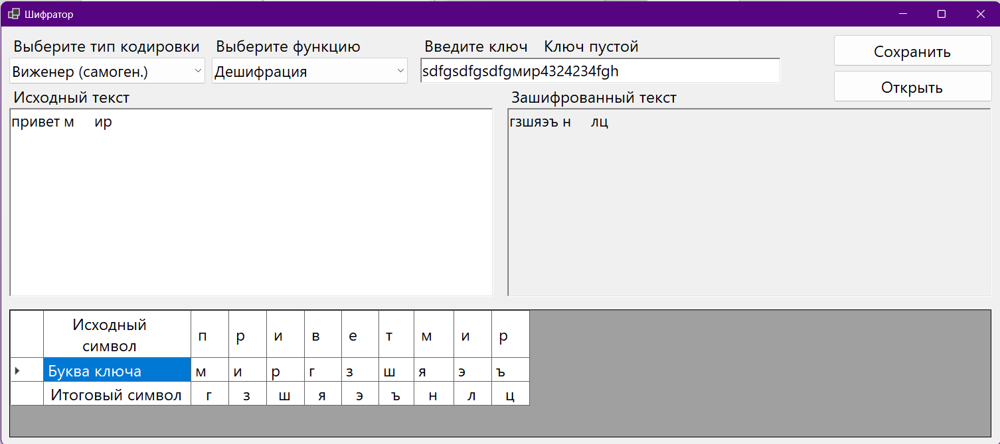 Шифратор
Выберите тип кодировки Выберите функцию Введите ключ Ключ пустой Сохранить
Виженер (самоген.) Дешифрация sdfgsdfgsdfgмир4324234fgh
Открыть
Исходный текст Зашифрованный текст
привет м     ир гзшяэъ н     лц
Исходный
символ п р и в е т м и р
Буква ключа м и р г з ш я э ъ
Итоговый символ г з ш я э ъ н л ц